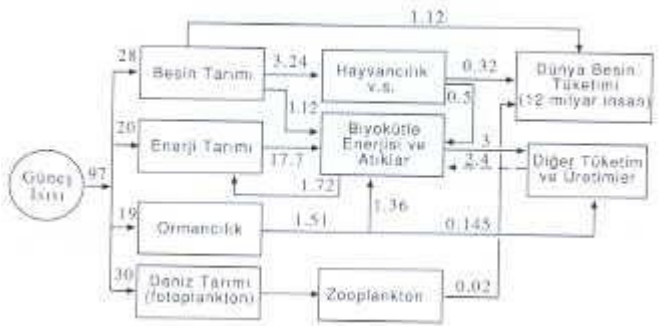 1.12
28
Besin Tarımı
3.24
Hayvancılık
v.s.
0.32
Dünya Besin
Tüketimi
(12 milyar insan)
0.5
1.12
20
Enerji Tarımı
17.7
Biyokütle
Enerjisi ve
Atıklar
3
2.4
Diğer Tüketim
ve Üretimler
Güneş
Isısı
97
1.72
1.36
19
Ormancılık
1.51
0.145
30
Deniz Tarımı
(fotoplankton)
Zooplankton
0.02